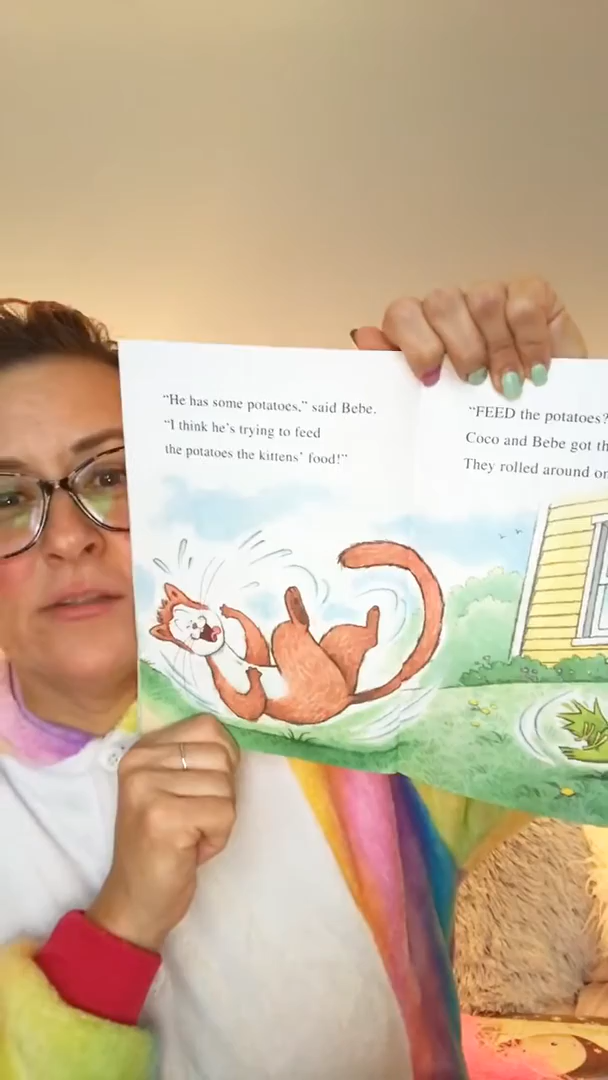 “He has some potatoes,” said Bebe.
“I think he’s trying to feed
the potatoes the kittens’ food!”
“FEED the potatoes?
Coco and Bebe got
They rolled around